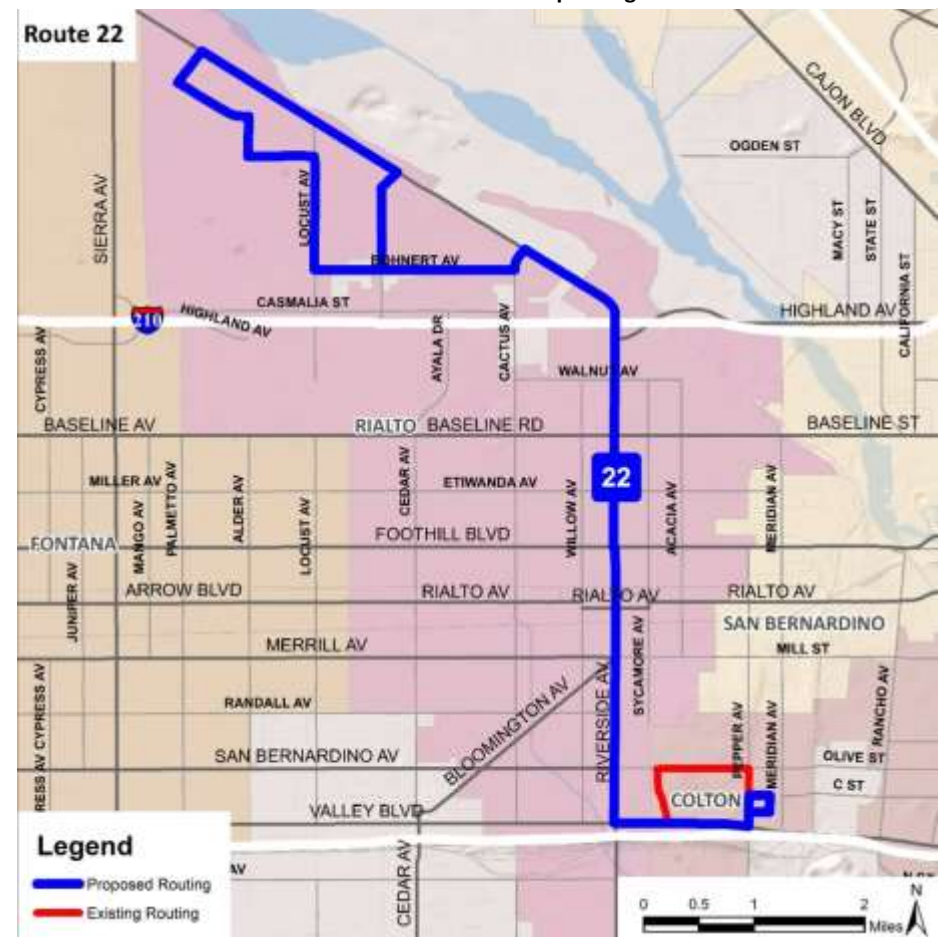 Route 22
CAJON BLVD
OGDEN ST
SIERRA AV
LOCUST AV
MACY ST
STATE ST
CALIFORNIA ST
BOHNERT AV
CASMALIA ST
HIGHLAND AV
210
HIGHLAND AV
CYPRESS AV
AYALA DR
CACTUS AV
WALNUT AV
BASELINE AV
RIALTO
BASELINE RD
BASELINE ST
MILLER AV
MANGO AV
PALMETTO AV
ALDER AV
LOCUST AV
CEDAR AV
ETIWANDA AV
WILLOW AV
22
ACACIA AV
MERIDIAN AV
FONTANA
FOOTHILL BLVD
JUNIPER AV
ARROW BLVD
RIALTO AV
RIALTO AV
RIALTO AV
SAN BERNARDINO
MERRILL AV
MILL ST
SYCAMORE AV
RANDALL AV
BLOOMINGTON AV
RIVERSIDE AV
PEPPER AV
MERIDIAN AV
RANCHO AV
CYPRESS AV
RESS AV
SAN BERNARDINO AV
OLIVE ST
C ST
COLTON
VALLEY BLVD
CEDAR AV
AV
Legend
Proposed Routing
Existing Routing
N
0 0.5 1 2
Miles